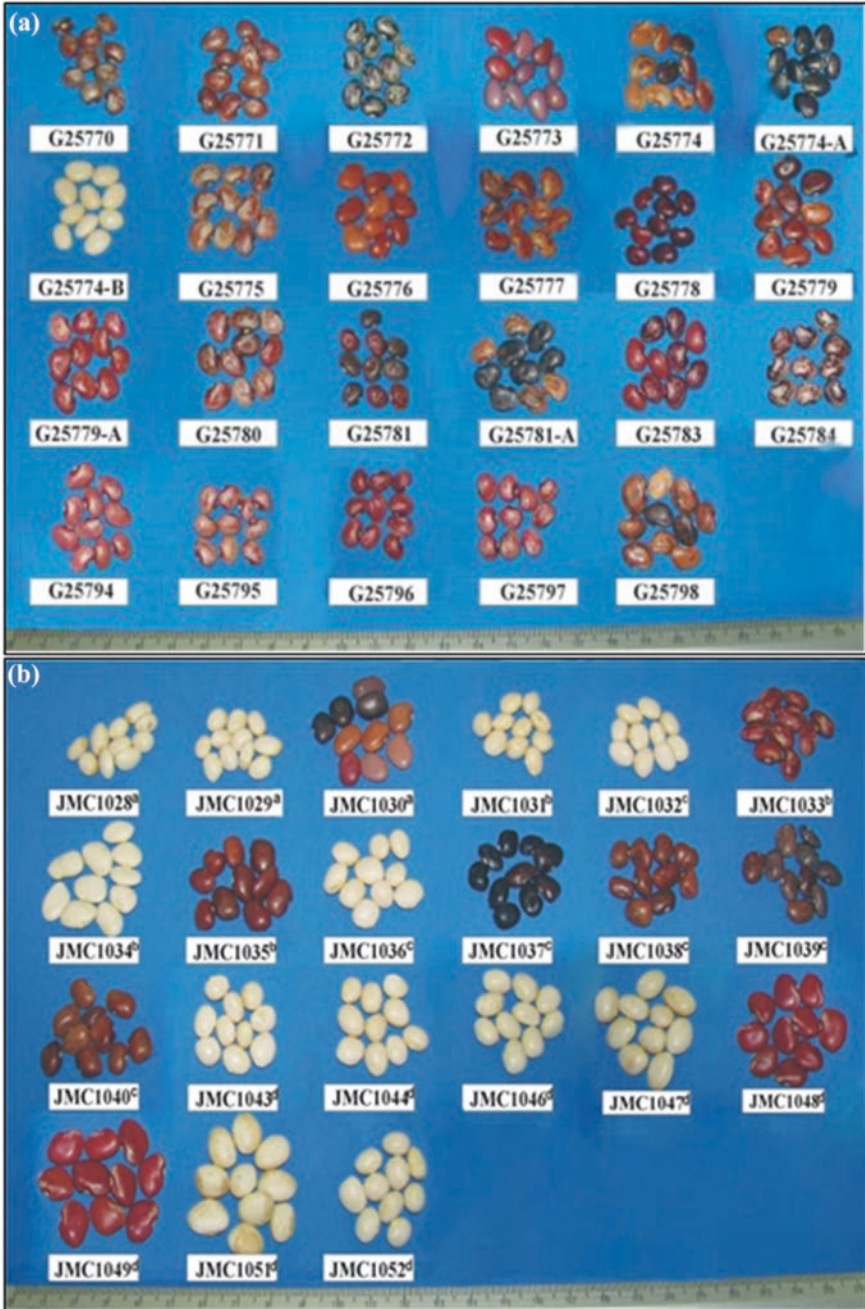 (a)
G25770 G25771 G25772 G25773 G25774 G25774-A
G25774-B G25775 G25776 G25777 G25778 G25779
G25779-A G25780 G25781 G25781-A G25783 G25784
G25794 G25795 G25796 G25797 G25798
(b)
JMC1028ᵃ JMC1029ᵃ JMC1030ᵃ JMC1031ᵇ JMC1032ᶜ JMC1033ᵇ
JMC1034ᵇ JMC1035ᵇ JMC1036ᶜ JMC1037ᶜ JMC1038ᶜ JMC1039ᶜ
JMC1040ᶜ JMC1043ᵈ JMC1044ᵈ JMC1046ᵈ JMC1047ᵈ JMC1048ᵈ
JMC1049ᵈ JMC1051ᵈ JMC1052ᵈ